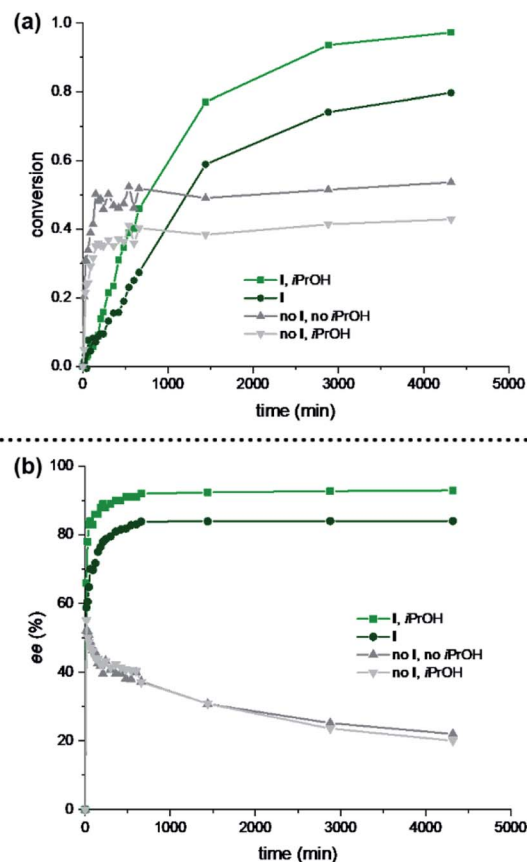 (a)
1.0
0.8
0.6
0.4
0.2
0.0
conversion
I, iPrOH
I
no I, no iPrOH
no I, iPrOH
0 1000 2000 3000 4000 5000
time (min)
(b)
100
80
60
40
20
0
ee (%)
I, iPrOH
I
no I, no iPrOH
no I, iPrOH
0 1000 2000 3000 4000 5000
time (min)